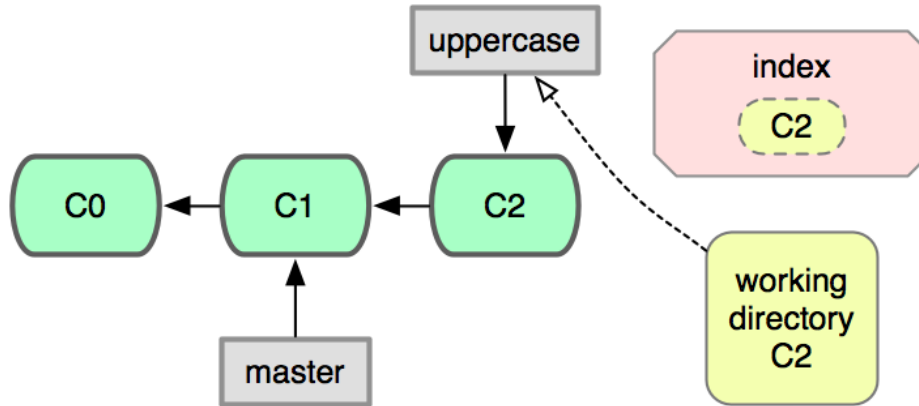 uppercase
index
C2
C0
C1
C2
working
directory
C2
master